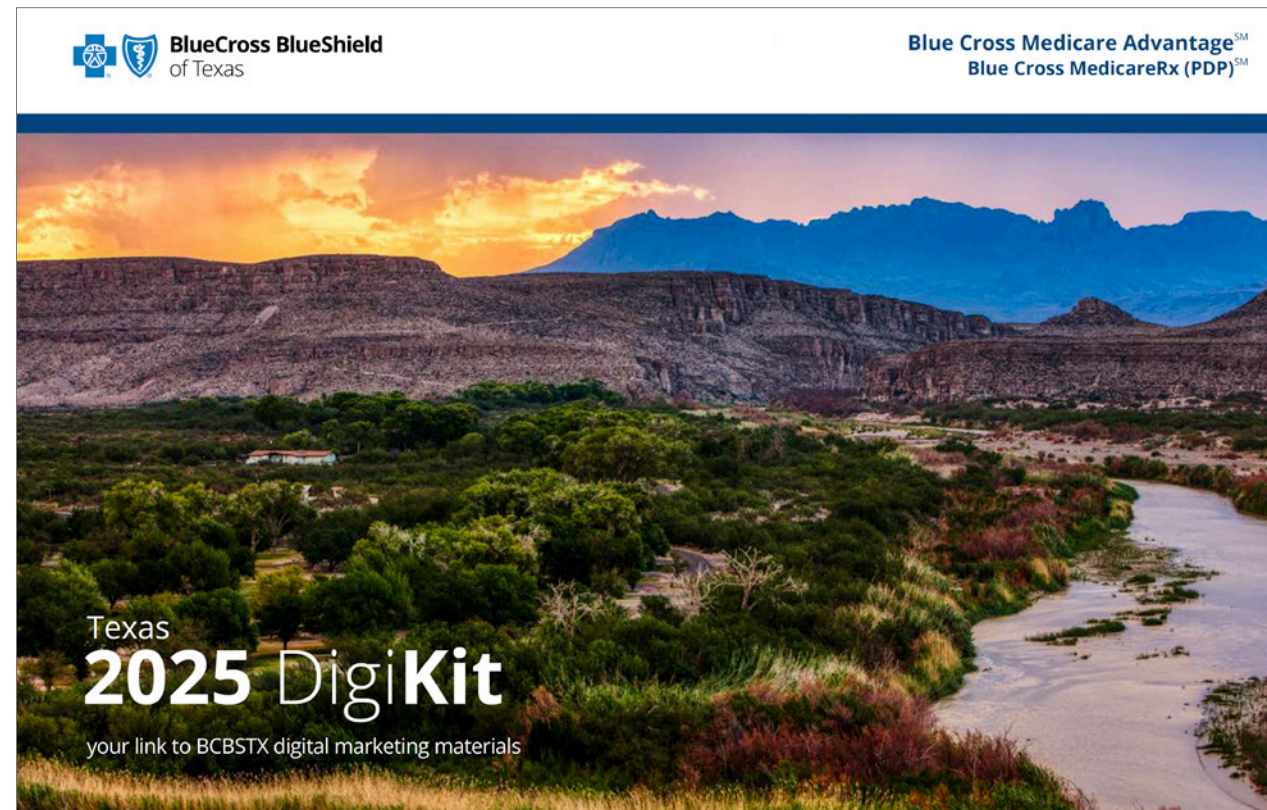 BlueCross BlueShield
of Texas
Blue Cross Medicare Advantage℠
Blue Cross MedicareRx (PDP)℠
Texas
2025 DigiKit
your link to BCBSTX digital marketing materials